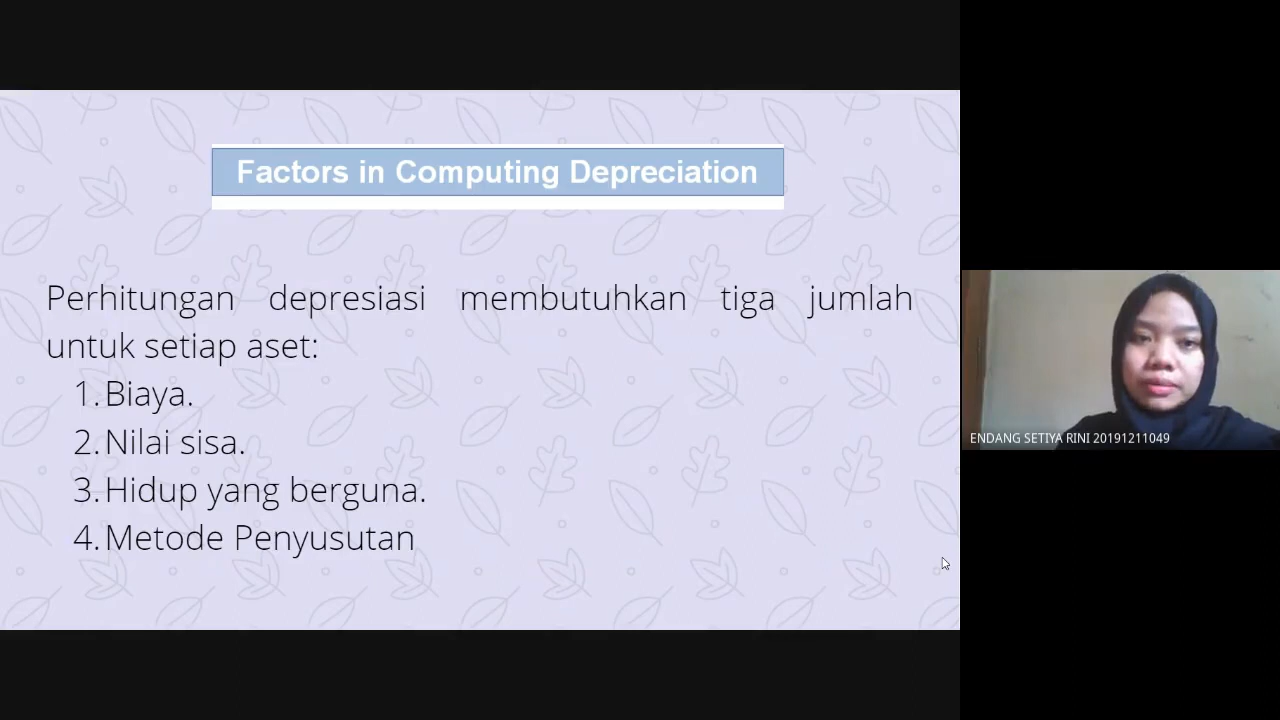 Factors in Computing Depreciation
Perhitungan depresiasi membutuhkan tiga jumlah
untuk setiap aset:
1.Biaya.
2.Nilai sisa.
3.Hidup yang berguna.
4.Metode Penyusutan
ENDANG SETIYA RINI 20191211049